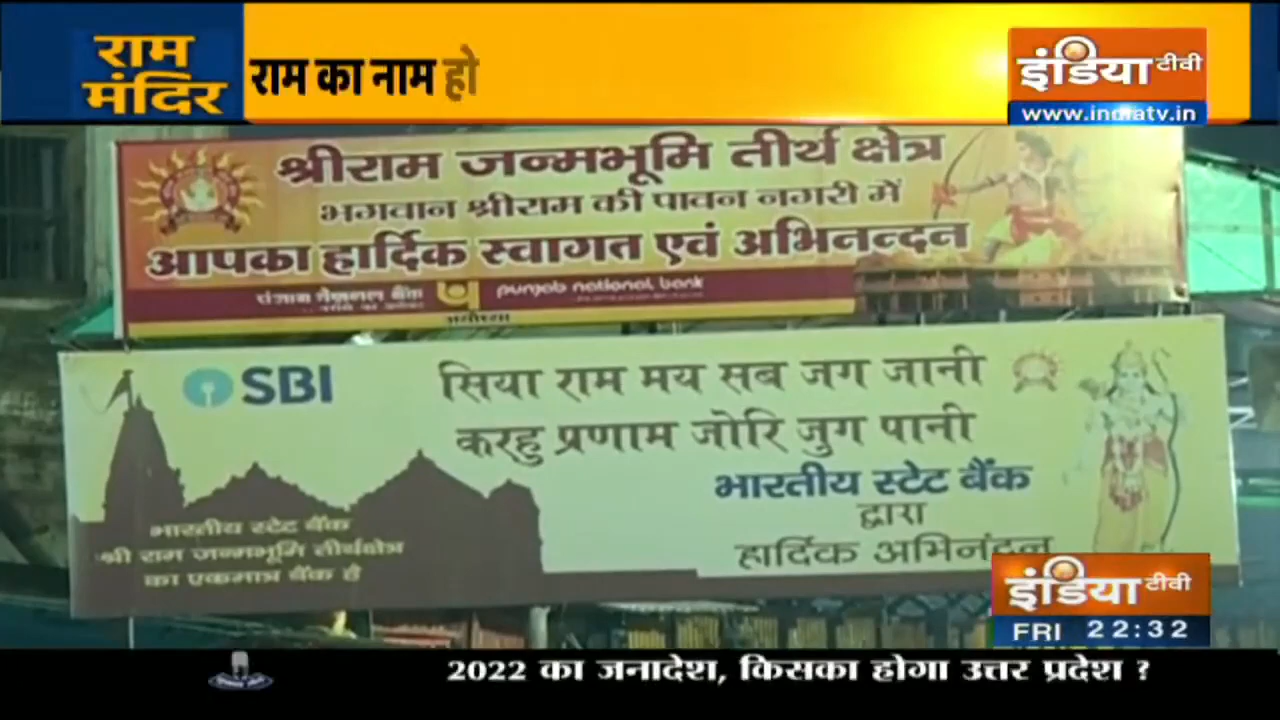 राम
मंदिर
राम का नाम हो
इंडिया टीवी
www.indiatv.in
श्रीराम जन्मभूमि तीर्थ क्षेत्र
भगवान श्रीराम की पावन नगरी में
आपका हार्दिक स्वागत एवं अभिनन्दन
पंजाब नैशनल बैंक punjab national bank
अयोध्या
SBI
सिया राम मय सब जग जानी
करहु प्रणाम जोरि जुग पानी
भारतीय स्टेट बैंक
द्वारा
हार्दिक अभिनंदन
भारतीय स्टेट बैंक
श्री राम जन्मभूमि तीर्थक्षेत्र
का एकमात्र बैंक है
इंडिया टीवी
FRI 22:32
2022 का जनादेश, किसका होगा उत्तर प्रदेश ?